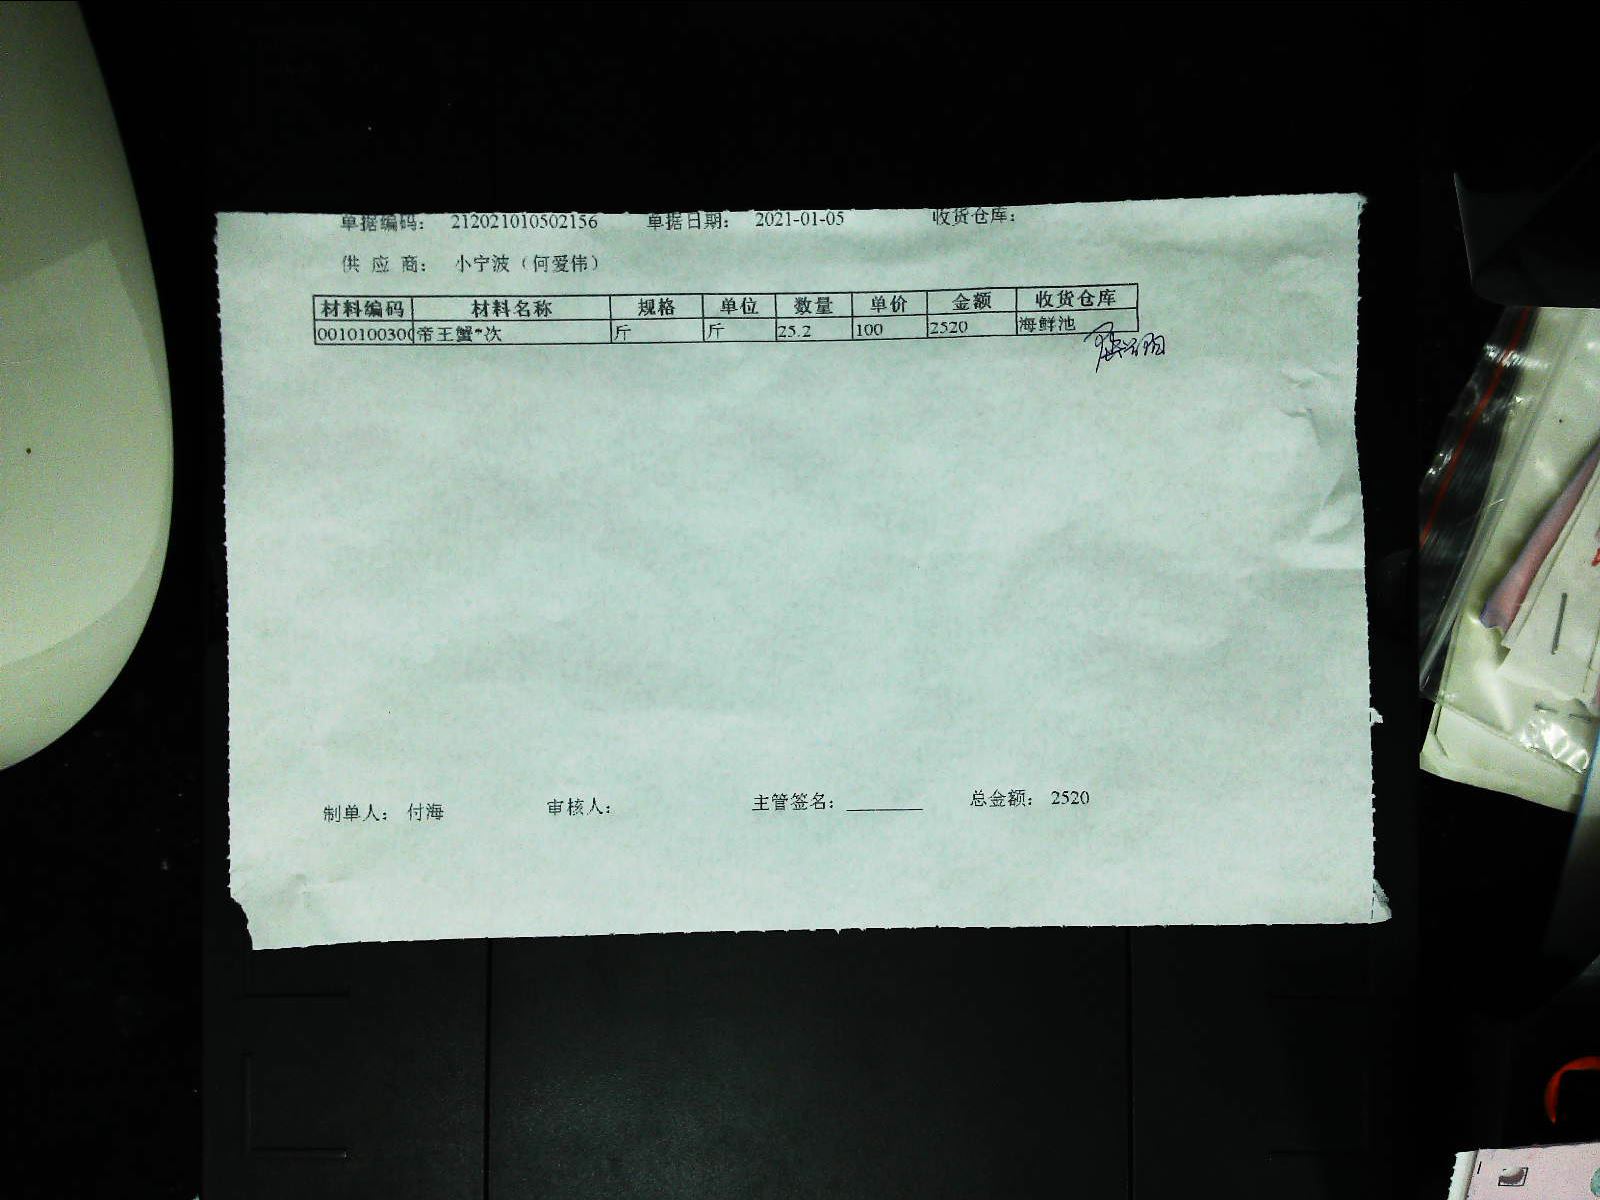 单据编码： 212021010502156 单据日期： 2021-01-05 收货仓库：
供 应 商： 小宁波（何爱伟）
材料编码 材料名称 规格 单位 数量 单价 金额 收货仓库
0010100300 帝王蟹*次 斤 斤 25.2 100 2520 海鲜池
制单人： 付海 审核人： 主管签名： ________ 总金额： 2520